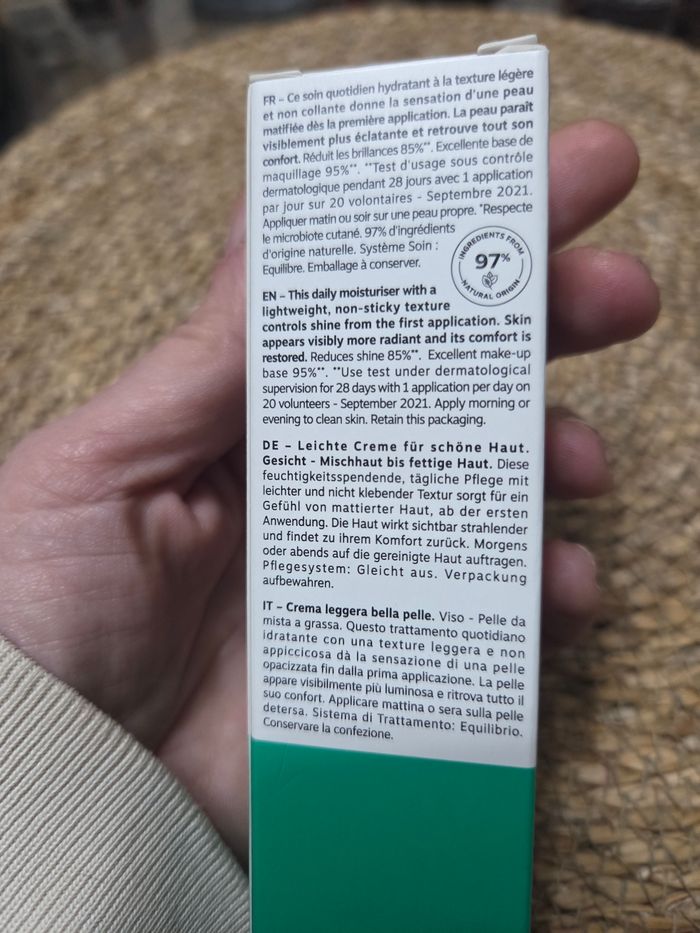 FR – Ce soin quotidien hydratant à la texture légère
et non collante donne la sensation d'une peau
matifiée dès la première application. La peau paraît
visiblement plus éclatante et retrouve tout son
confort. Réduit les brillances 85%**. Excellente base de
maquillage 95%**. **Test d'usage sous contrôle
dermatologique pendant 28 jours avec 1 application
par jour sur 20 volontaires - Septembre 2021.
Appliquer matin ou soir sur une peau propre. *Respecte
le microbiote cutané. 97% d'ingrédients
d'origine naturelle. Système Soin :
Equilibre. Emballage à conserver.
INGREDIENTS FROM
97%
NATURAL ORIGIN
EN – This daily moisturiser with a
lightweight, non-sticky texture
controls shine from the first application. Skin
appears visibly more radiant and its comfort is
restored. Reduces shine 85%**. Excellent make-up
base 95%**. **Use test under dermatological
supervision for 28 days with 1 application per day on
20 volunteers - September 2021. Apply morning or
evening to clean skin. Retain this packaging.
DE – Leichte Creme für schöne Haut.
Gesicht - Mischhaut bis fettige Haut. Diese
feuchtigkeitsspendende, tägliche Pflege mit
leichter und nicht klebender Textur sorgt für ein
Gefühl von mattierter Haut, ab der ersten
Anwendung. Die Haut wirkt sichtbar strahlender
und findet zu ihrem Komfort zurück. Morgens
oder abends auf die gereinigte Haut auftragen.
Pflegesystem: Gleicht aus. Verpackung
aufbewahren.
IT – Crema leggera bella pelle. Viso - Pelle da
mista a grassa. Questo trattamento quotidiano
idratante con una texture leggera e non
appiccicosa dà la sensazione di una pelle
opacizzata fin dalla prima applicazione. La pelle
appare visibilmente più luminosa e ritrova tutto il
suo confort. Applicare mattina o sera sulla pelle
detersa. Sistema di Trattamento: Equilibrio.
Conservare la confezione.